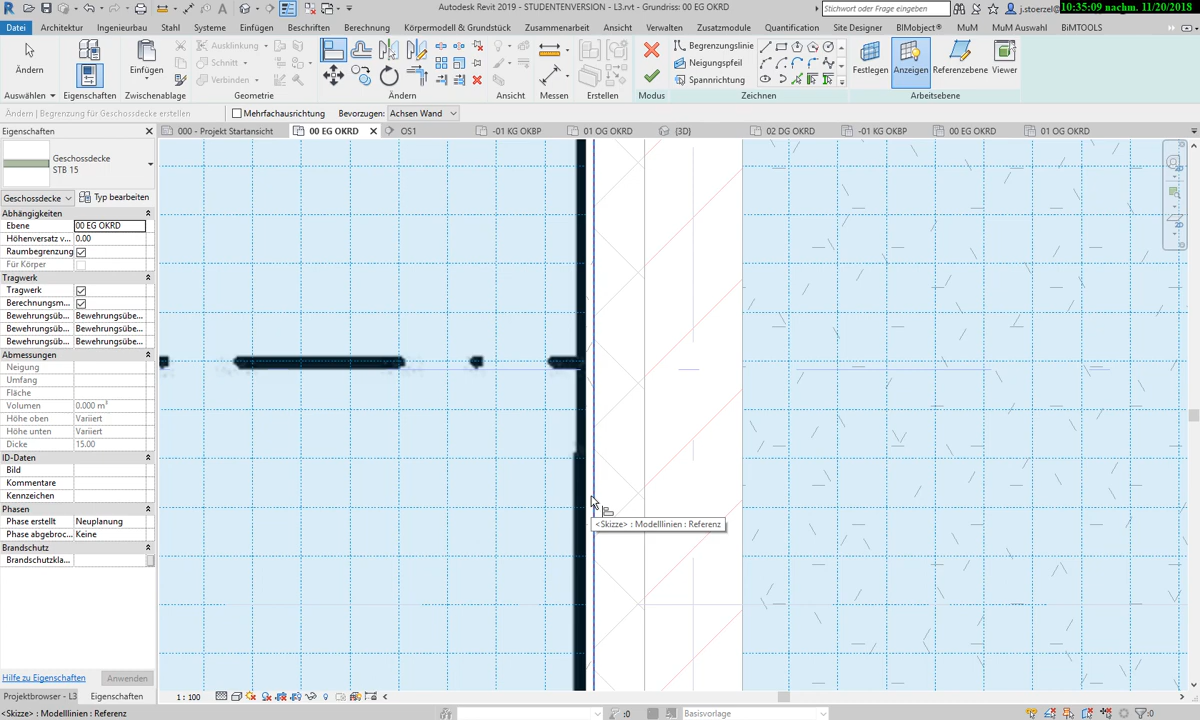 Autodesk Revit 2019 - STUDENTENVERSION - L3.rvt - Grundriss: 00 EG OKRD
Stichwort oder Frage eingeben
j.stoerzel...
10:35:09 nachm. 11/20/2018
Datei
Architektur
Ingenieurbau
Stahl
Systeme
Einfügen
Beschriften
Berechnung
Körpermodell & Grundstück
Zusammenarbeit
Ansicht
Verwalten
Zusatzmodule
Quantification
Site Designer
BIMobject®
MuM
MuM Auswahl
BiMTOOLS
Ändern
Eigenschaften
Einfügen
Ausklinkung
Schnitt
Verbinden
Begrenzungslinie
Neigungspfeil
Spannrichtung
Festlegen
Anzeigen
Referenzebene
Viewer
Auswählen
Eigenschaften
Zwischenablage
Geometrie
Ändern
Ansicht
Messen
Erstellen
Modus
Zeichnen
Arbeitsebene
Ändern | Begrenzung für Geschossdecke erstellen
Mehrfachausrichtung
Bevorzugen:
Achsen Wand
Eigenschaften
000 - Projekt Startansicht
00 EG OKRD
OS1
-01 KG OKBP
01 OG OKRD
{3D}
02 DG OKRD
-01 KG OKBP
00 EG OKRD
01 OG OKRD
Geschossdecke
STB 15
Geschossdecke
Typ bearbeiten
Abhängigkeiten
Ebene 00 EG OKRD
Höhenversatz v... 0.00
Raumbegrenzung
Für Körper
Tragwerk
Tragwerk
Berechnungsm...
Bewehrungsüb... Bewehrungsübe...
Bewehrungsüb... Bewehrungsübe...
Bewehrungsüb... Bewehrungsübe...
Abmessungen
Neigung
Umfang
Fläche
Volumen 0.000 m³
Höhe oben Variiert
Höhe unten Variiert
Dicke 15.00
ID-Daten
Bild
Kommentare
Kennzeichen
Phasen
Phase erstellt Neuplanung
Phase abgebroc... Keine
Brandschutz
Brandschutzkla...
<Skizze> : Modelllinien : Referenz
Hilfe zu Eigenschaften
Anwenden
Projektbrowser - L3
Eigenschaften
1 : 100
<Skizze> : Modelllinien : Referenz
:0
Basisvorlage
:0